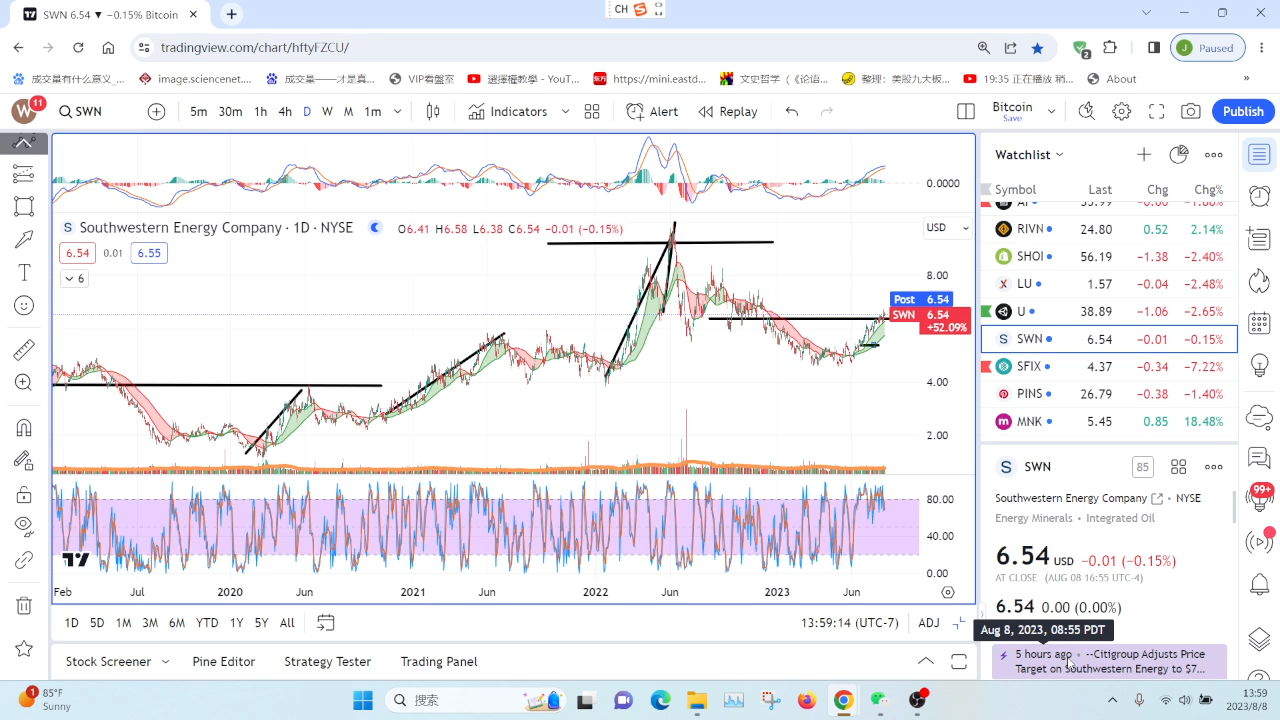 SWN 6.54 ▼ −0.15% Bitcoin
CH
tradingview.com/chart/hftyFZCU/
J Paused
成交量有什么意义 _...
image.sciencenet....
成交量——才是真...
VIP看盤室
選擇權教學 - YouT...
https://mini.eastd...
文史哲学（《论语...
整理：美股九大板...
19:35 正在播放 稍...
About
»
W 11
SWN
5m 30m 1h 4h D W M 1m
Indicators
Alert
Replay
Bitcoin
Save
Publish
Watchlist
Symbol Last Chg Chg%
RIVN 24.80 0.52 2.14%
SHOI 56.19 −1.38 −2.40%
LU 1.57 −0.04 −2.48%
U 38.89 −1.06 −2.65%
SWN 6.54 −0.01 −0.15%
SFIX 4.37 −0.34 −7.22%
PINS 26.79 −0.38 −1.40%
MNK 5.45 0.85 18.48%
0.0000
S Southwestern Energy Company · 1D · NYSE O6.41 H6.58 L6.38 C6.54 −0.01 (−0.15%)
USD
6.54 0.01 6.55
6
8.00
Post 6.54
SWN 6.54
+52.09%
4.00
2.00
80.00
40.00
0.00
Feb Jul 2020 Jun 2021 Jun 2022 Jun 2023 Jun
1D 5D 1M 3M 6M YTD 1Y 5Y All
13:59:14 (UTC-7) ADJ
Stock Screener Pine Editor Strategy Tester Trading Panel
S SWN 85
Southwestern Energy Company • NYSE
Energy Minerals • Integrated Oil
6.54 USD −0.01 (−0.15%)
AT CLOSE (AUG 08 16:55 UTC-4)
6.54 0.00 (0.00%)
Aug 8, 2023, 08:55 PDT
5 hours ago • --Citigroup Adjusts Price
Target on Southwestern Energy to $7...
99+
1
85°F
Sunny
搜索
13:59
2023/8/8